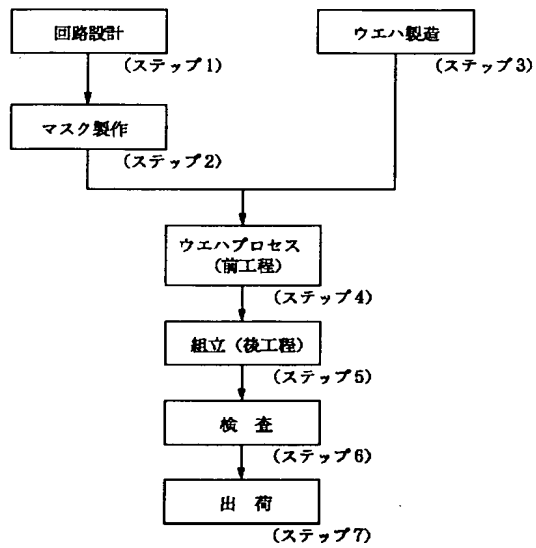 回路設計
(ステップ1)
ウエハ製造
(ステップ3)
マスク製作
(ステップ2)
ウエハプロセス
(前工程)
(ステップ4)
組立(後工程)
(ステップ5)
検 査
(ステップ6)
出 荷
(ステップ7)